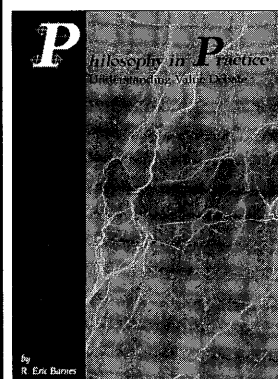 Philosophy in Practice
Understanding Value Debate
by
R. Eric Barnes